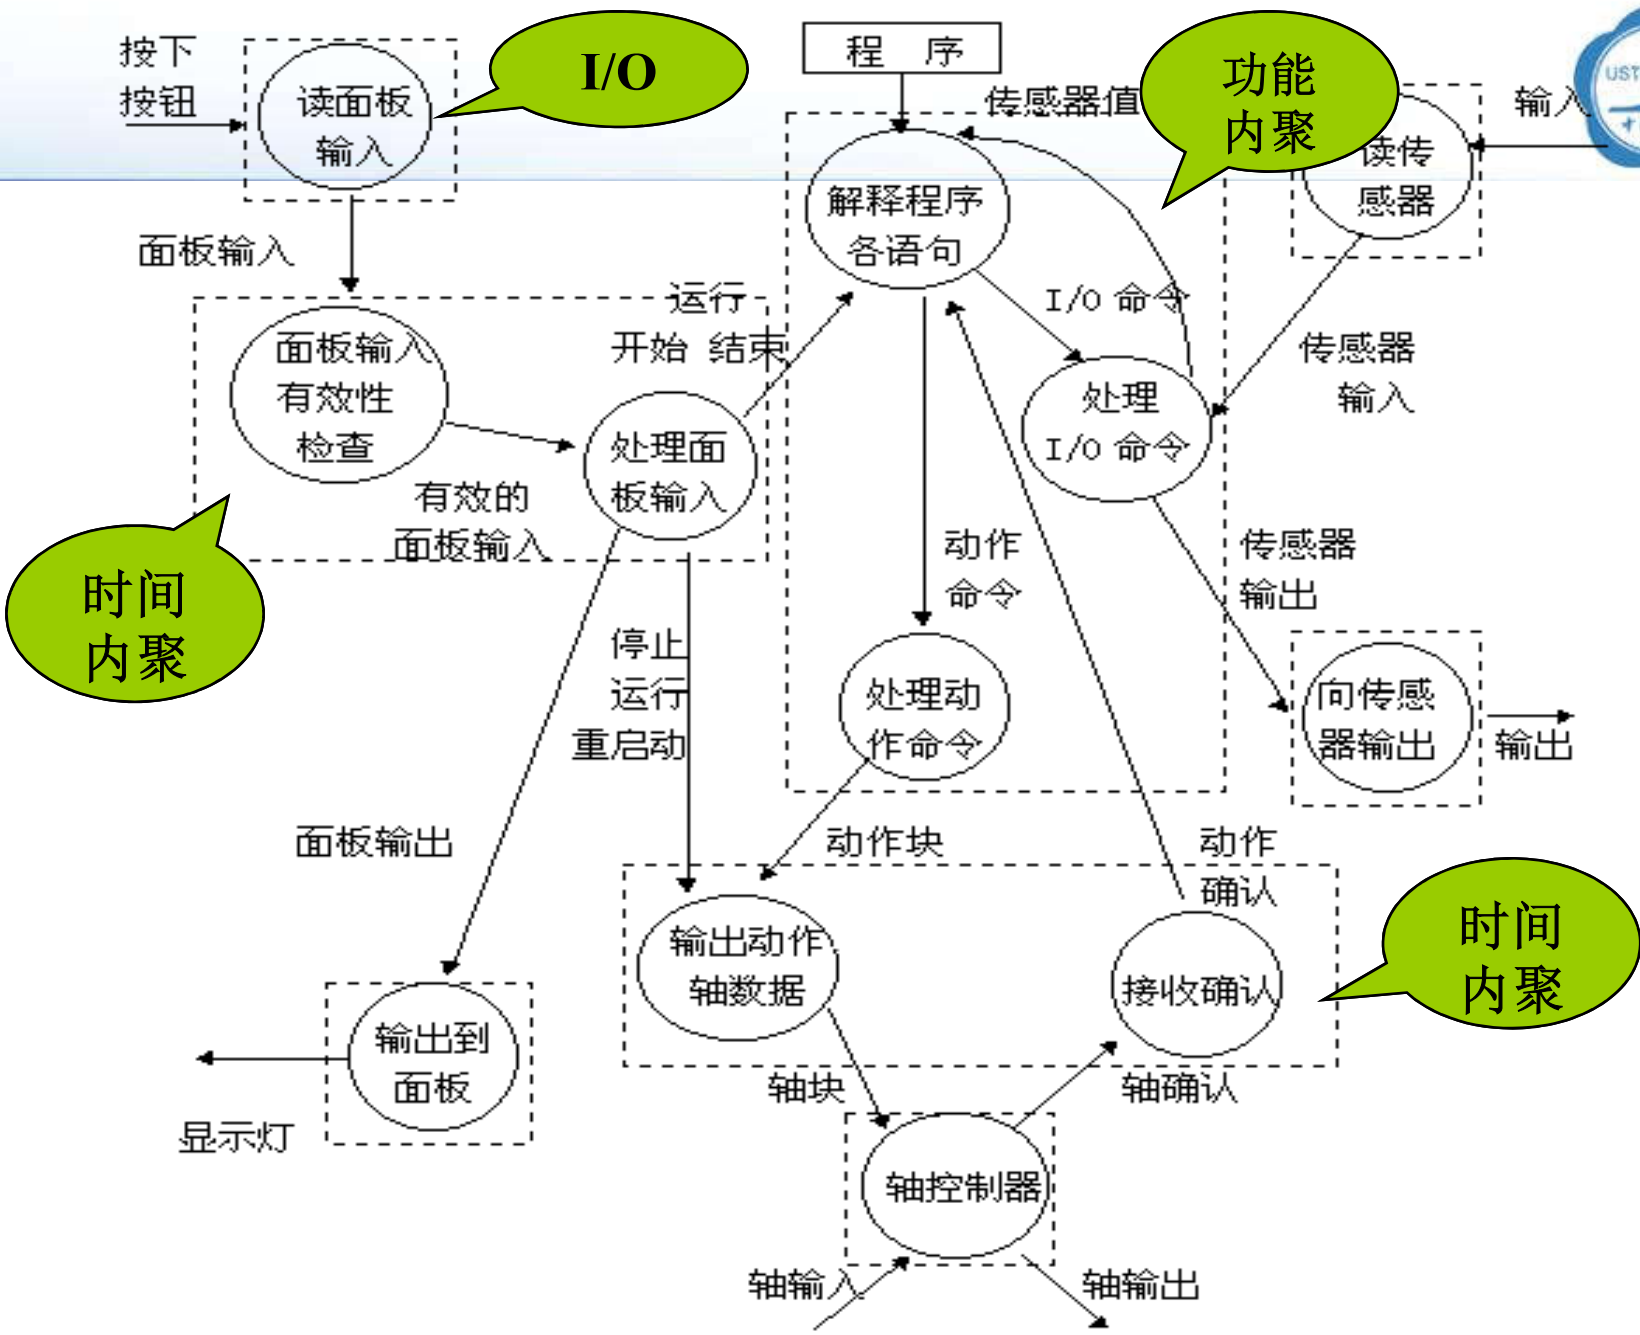 按下
按钮
读面板
输入
I/O
程 序
传感器值
功能
内聚
读传
感器
输入
UST
面板输入
解释程序
各语句
运行
开始 结束
I/O 命令
传感器
输入
面板输入
有效性
检查
处理面
板输入
处理
I/O 命令
有效的
面板输入
时间
内聚
动作
命令
传感器
输出
停止
运行
重启动
处理动
作命令
向传感
器输出
输出
面板输出
动作块
动作
确认
输出动作
轴数据
接收确认
时间
内聚
输出到
面板
显示灯
轴块
轴确认
轴控制器
轴输入
轴输出